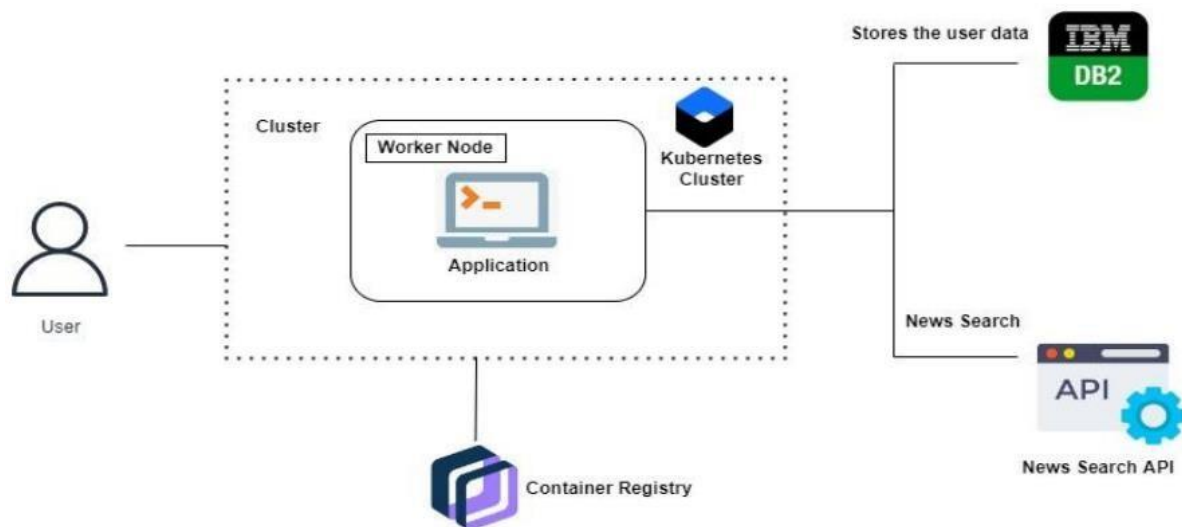 Stores the user data
IBM
DB2
Cluster
Worker Node
Kubernetes
Cluster
Application
User
News Search
API
News Search API
Container Registry